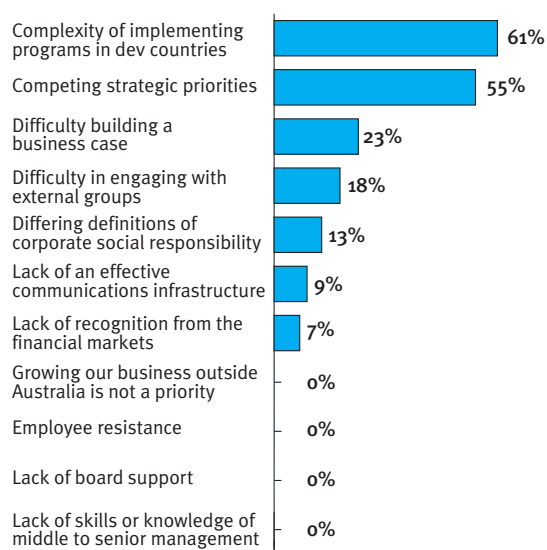 Complexity of implementing
programs in dev countries
61%
Competing strategic priorities
55%
Difficulty building a
business case
23%
Difficulty in engaging with
external groups
18%
Differing definitions of
corporate social responsibility
13%
Lack of an effective
communications infrastructure
9%
Lack of recognition from the
financial markets
7%
Growing our business outside
Australia is not a priority
0%
Employee resistance
0%
Lack of board support
0%
Lack of skills or knowledge of
middle to senior management
0%